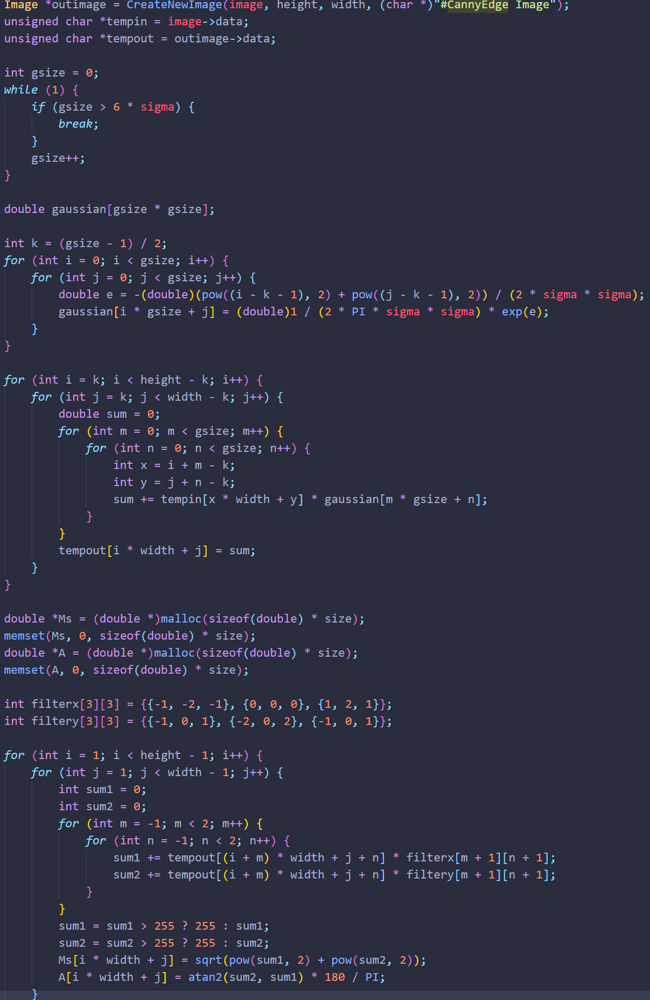 Image *outimage = CreateNewImage(image, height, width, (char *)"#CannyEdge Image");
unsigned char *tempin = image->data;
unsigned char *tempout = outimage->data;

int gsize = 0;
while (1) {
    if (gsize > 6 * sigma) {
        break;
    }
    gsize++;
}

double gaussian[gsize * gsize];

int k = (gsize - 1) / 2;
for (int i = 0; i < gsize; i++) {
    for (int j = 0; j < gsize; j++) {
        double e = -(double)(pow((i - k - 1), 2) + pow((j - k - 1), 2)) / (2 * sigma * sigma);
        gaussian[i * gsize + j] = (double)1 / (2 * PI * sigma * sigma) * exp(e);
    }
}

for (int i = k; i < height - k; i++) {
    for (int j = k; j < width - k; j++) {
        double sum = 0;
        for (int m = 0; m < gsize; m++) {
            for (int n = 0; n < gsize; n++) {
                int x = i + m - k;
                int y = j + n - k;
                sum += tempin[x * width + y] * gaussian[m * gsize + n];
            }
        }
        tempout[i * width + j] = sum;
    }
}

double *Ms = (double *)malloc(sizeof(double) * size);
memset(Ms, 0, sizeof(double) * size);
double *A = (double *)malloc(sizeof(double) * size);
memset(A, 0, sizeof(double) * size);

int filterx[3][3] = {{-1, -2, -1}, {0, 0, 0}, {1, 2, 1}};
int filtery[3][3] = {{-1, 0, 1}, {-2, 0, 2}, {-1, 0, 1}};

for (int i = 1; i < height - 1; i++) {
    for (int j = 1; j < width - 1; j++) {
        int sum1 = 0;
        int sum2 = 0;
        for (int m = -1; m < 2; m++) {
            for (int n = -1; n < 2; n++) {
                sum1 += tempout[(i + m) * width + j + n] * filterx[m + 1][n + 1];
                sum2 += tempout[(i + m) * width + j + n] * filtery[m + 1][n + 1];
            }
        }
        sum1 = sum1 > 255 ? 255 : sum1;
        sum2 = sum2 > 255 ? 255 : sum2;
        Ms[i * width + j] = sqrt(pow(sum1, 2) + pow(sum2, 2));
        A[i * width + j] = atan2(sum2, sum1) * 180 / PI;
    }